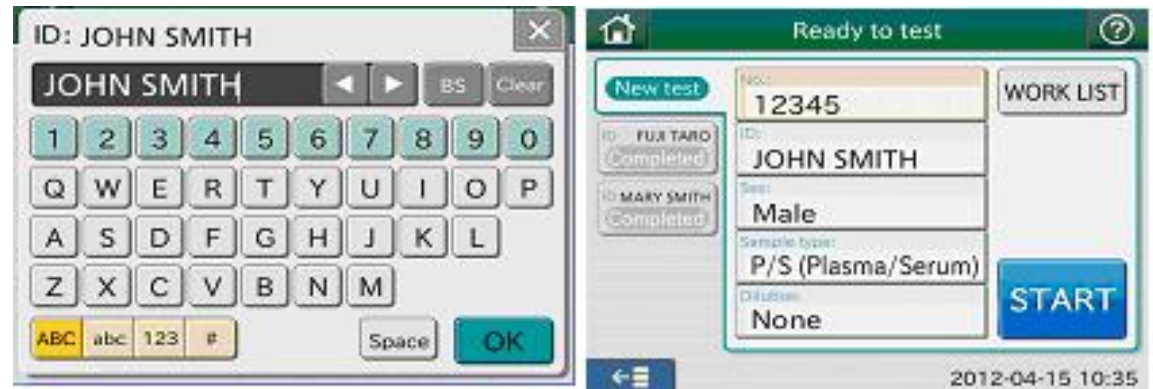 ID: JOHN SMITH
JOHN SMITH BS Clear
1 2 3 4 5 6 7 8 9 0
Q W E R T Y U I O P
A S D F G H J K L
Z X C V B N M
ABC abc 123 # Space OK
Ready to test ?
New test
ID: FUJI TARO
Completed
ID: MARY SMITH
Completed
No.:
12345
ID:
JOHN SMITH
Sex:
Male
Sample type:
P/S (Plasma/Serum)
Dilution:
None
WORK LIST
START
2012-04-15 10:35